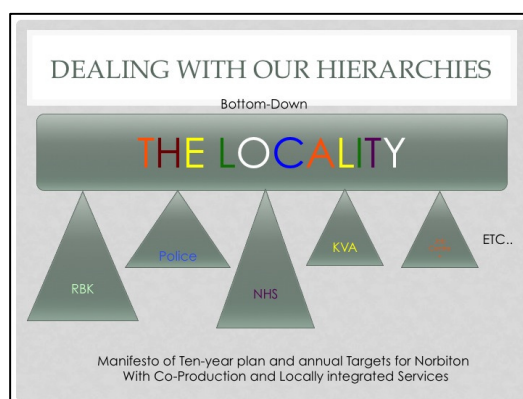 DEALING WITH OUR HIERARCHIES
Bottom-Down
THE LOCALITY
RBK
Police
NHS
KVA
ETC..
Manifesto of Ten-year plan and annual Targets for Norbiton
With Co-Production and Locally integrated Services